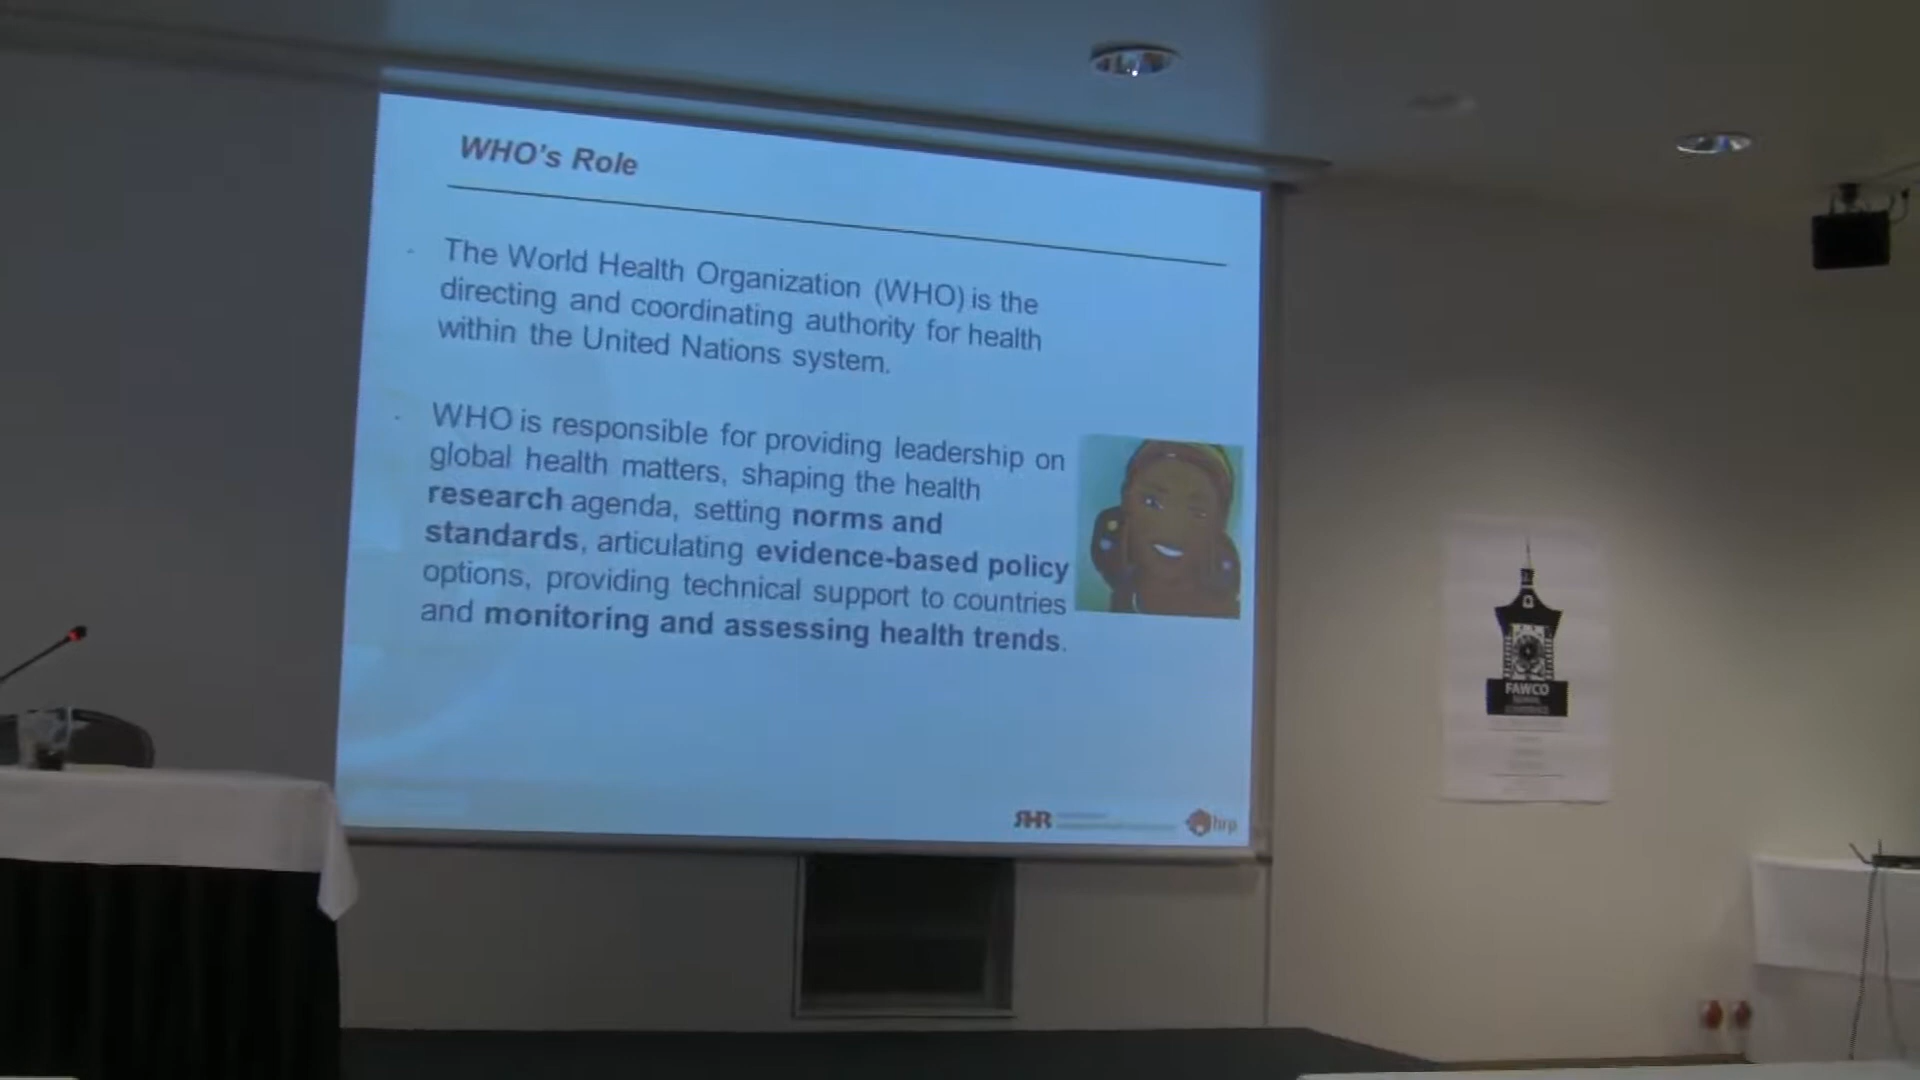 WHO's Role
The World Health Organization (WHO) is the
directing and coordinating authority for health
within the United Nations system.
WHO is responsible for providing leadership on
global health matters, shaping the health
research agenda, setting norms and
standards, articulating evidence-based policy
options, providing technical support to countries
and monitoring and assessing health trends.
RHR
hrp
FAWCO